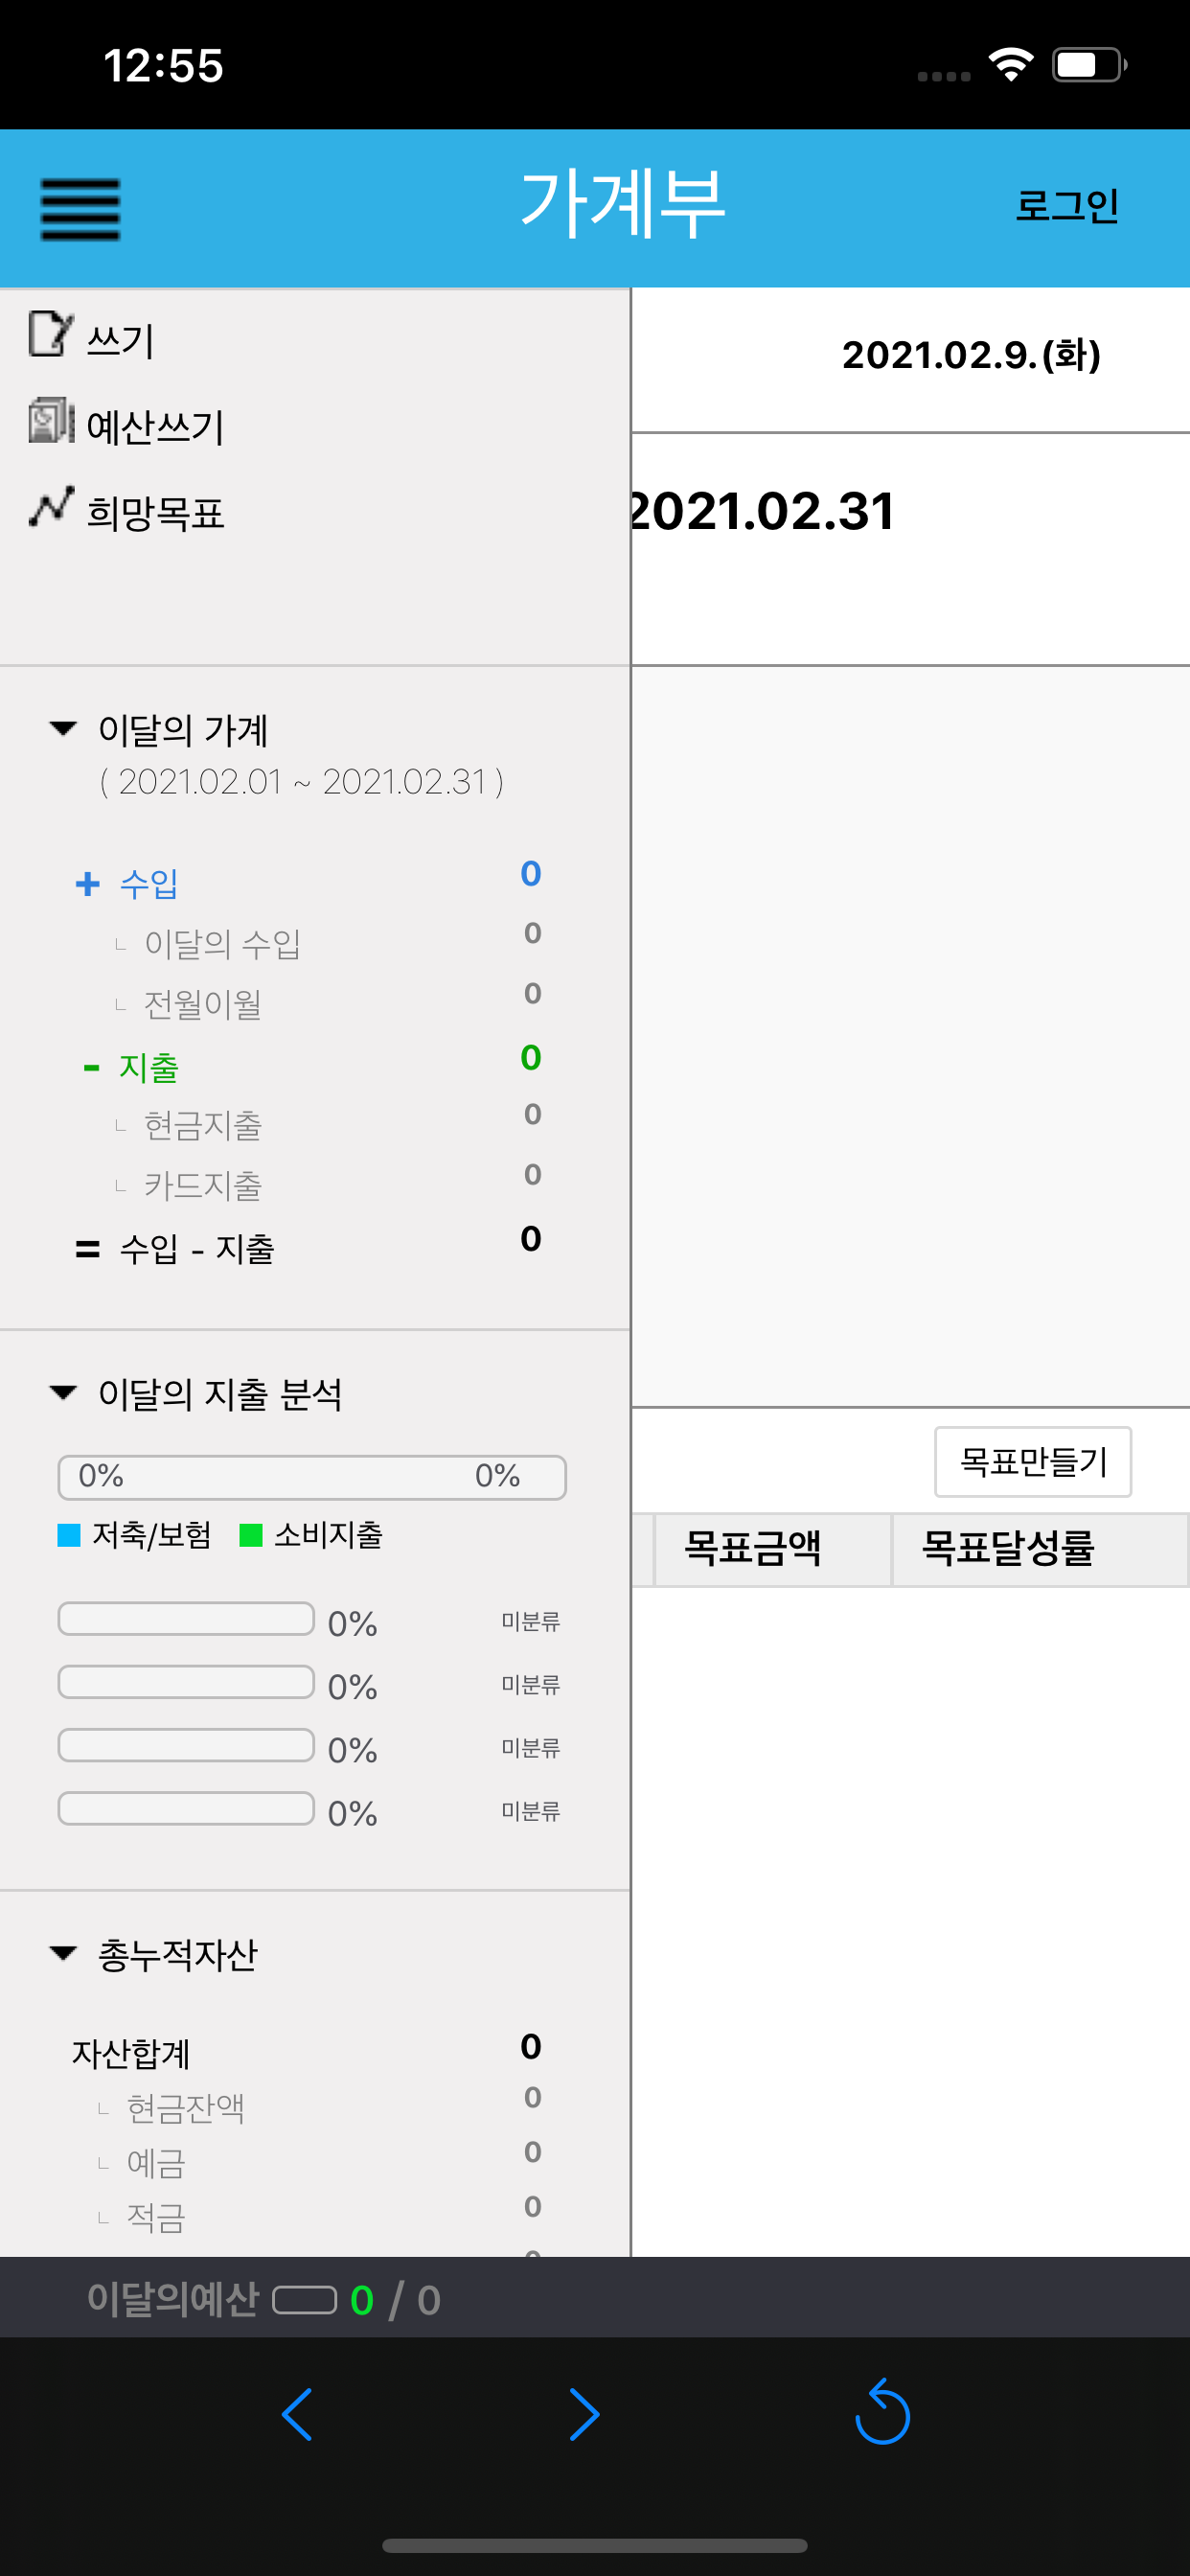 12:55
가계부
로그인
쓰기
예산쓰기
희망목표
2021.02.9.(화)
2021.02.31
이달의 가계
( 2021.02.01 ~ 2021.02.31 )
+ 수입 0
ㄴ 이달의 수입 0
ㄴ 전월이월 0
- 지출 0
ㄴ 현금지출 0
ㄴ 카드지출 0
= 수입 - 지출 0
이달의 지출 분석
0% 0%
저축/보험 소비지출
0% 미분류
0% 미분류
0% 미분류
0% 미분류
목표만들기
목표금액 목표달성률
총누적자산
자산합계 0
ㄴ 현금잔액 0
ㄴ 예금 0
ㄴ 적금 0
이달의예산 0 / 0